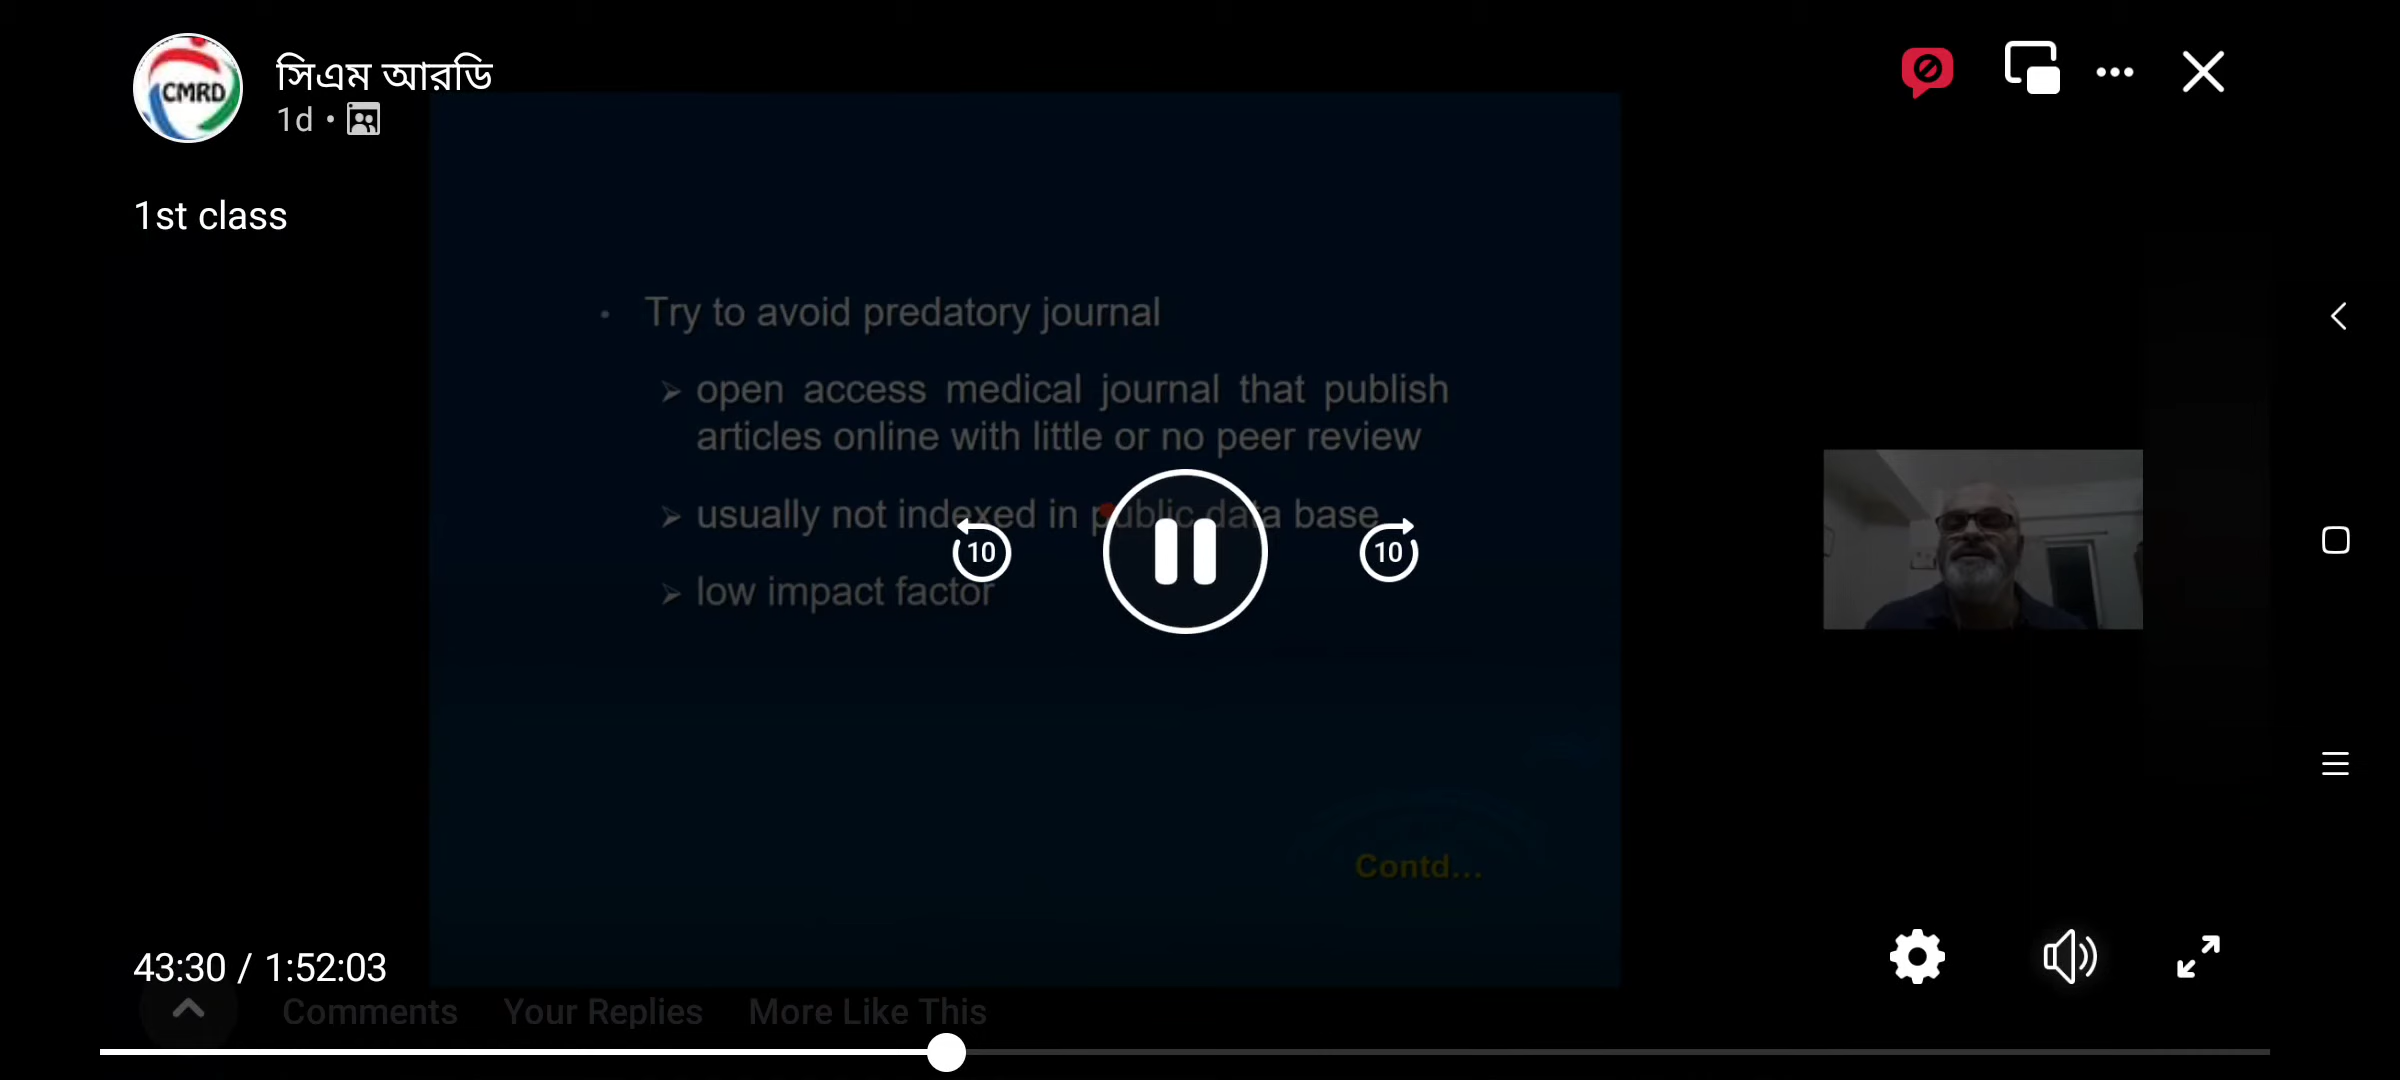 CMRD
সিএম আরডি
1d •
1st class
• Try to avoid predatory journal
➢ open access medical journal that publish
articles online with little or no peer review
➢ usually not indexed in public data base
➢ low impact factor
10
10
Contd...
43:30 / 1:52:03
Comments Your Replies More Like This